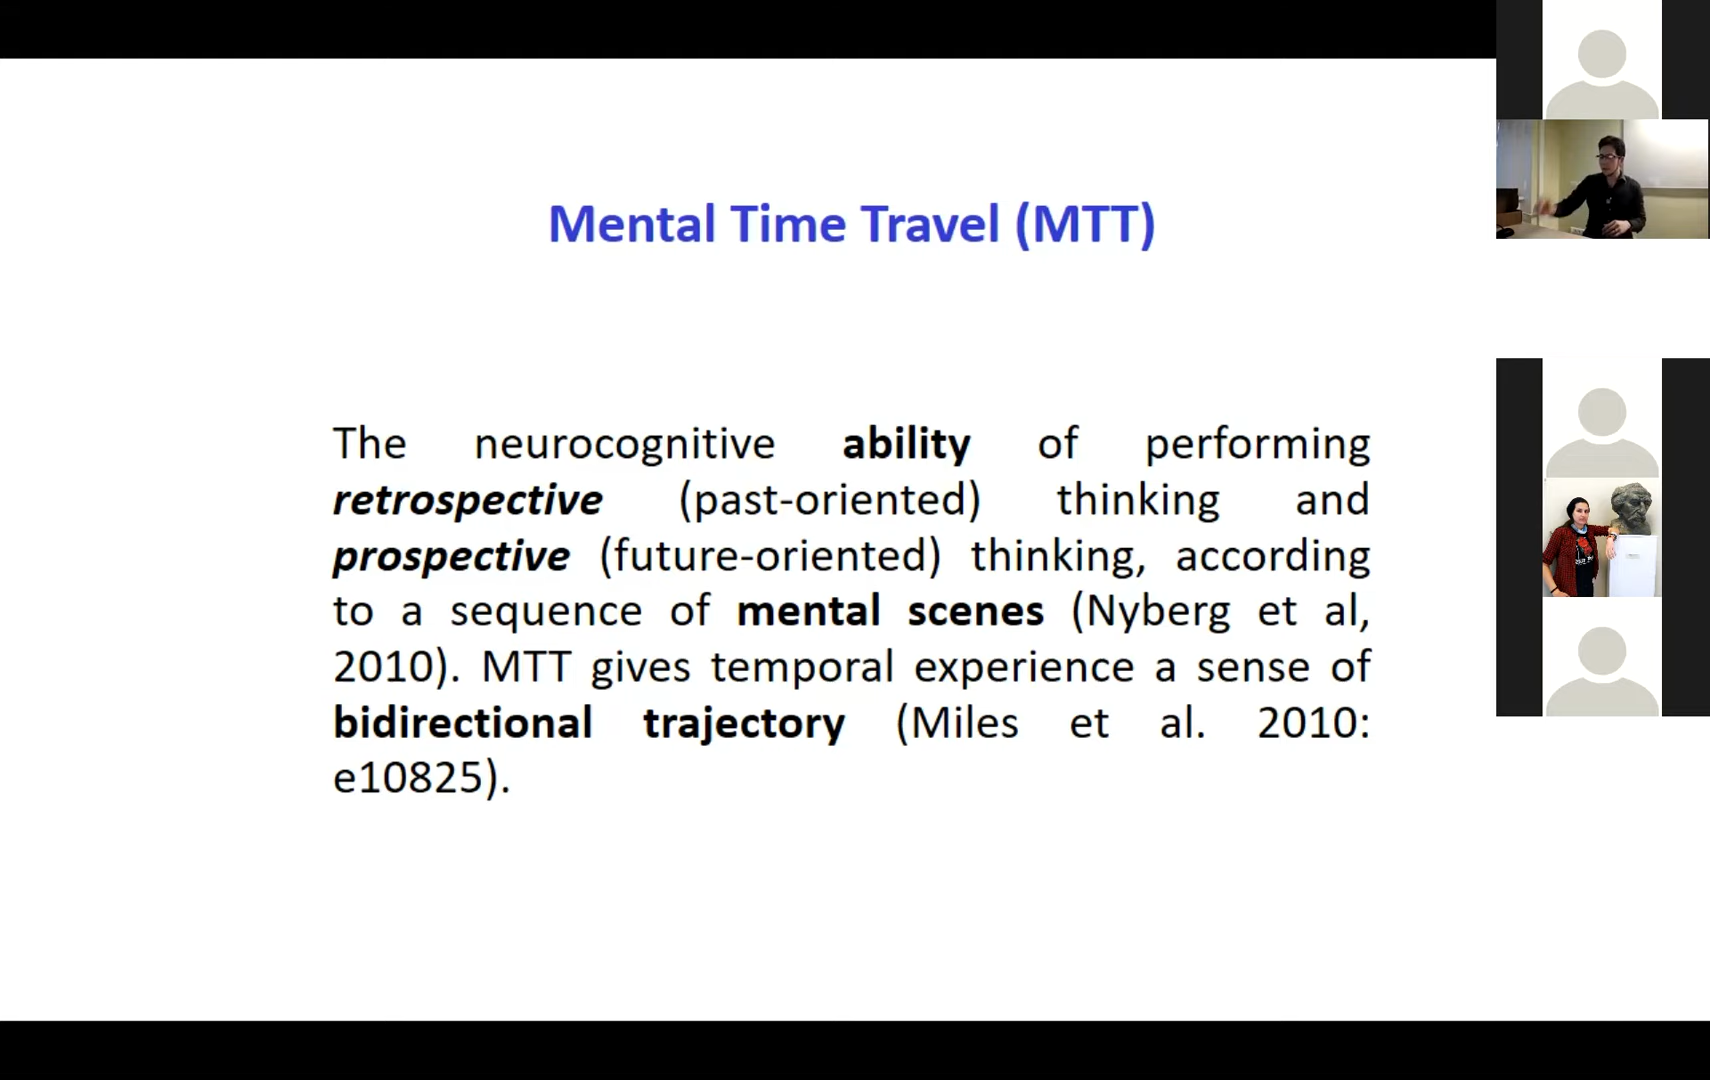 Mental Time Travel (MTT)
The neurocognitive ability of performing
retrospective (past-oriented) thinking and
prospective (future-oriented) thinking, according
to a sequence of mental scenes (Nyberg et al,
2010). MTT gives temporal experience a sense of
bidirectional trajectory (Miles et al. 2010:
e10825).